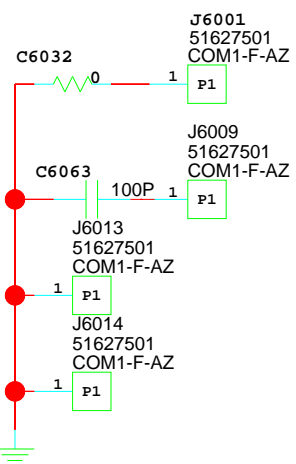 J6001
51627501
COM1-F-AZ
C6032
0
1
P1
J6009
51627501
COM1-F-AZ
C6063
100P
1
P1
J6013
51627501
COM1-F-AZ
1
P1
J6014
51627501
COM1-F-AZ
1
P1